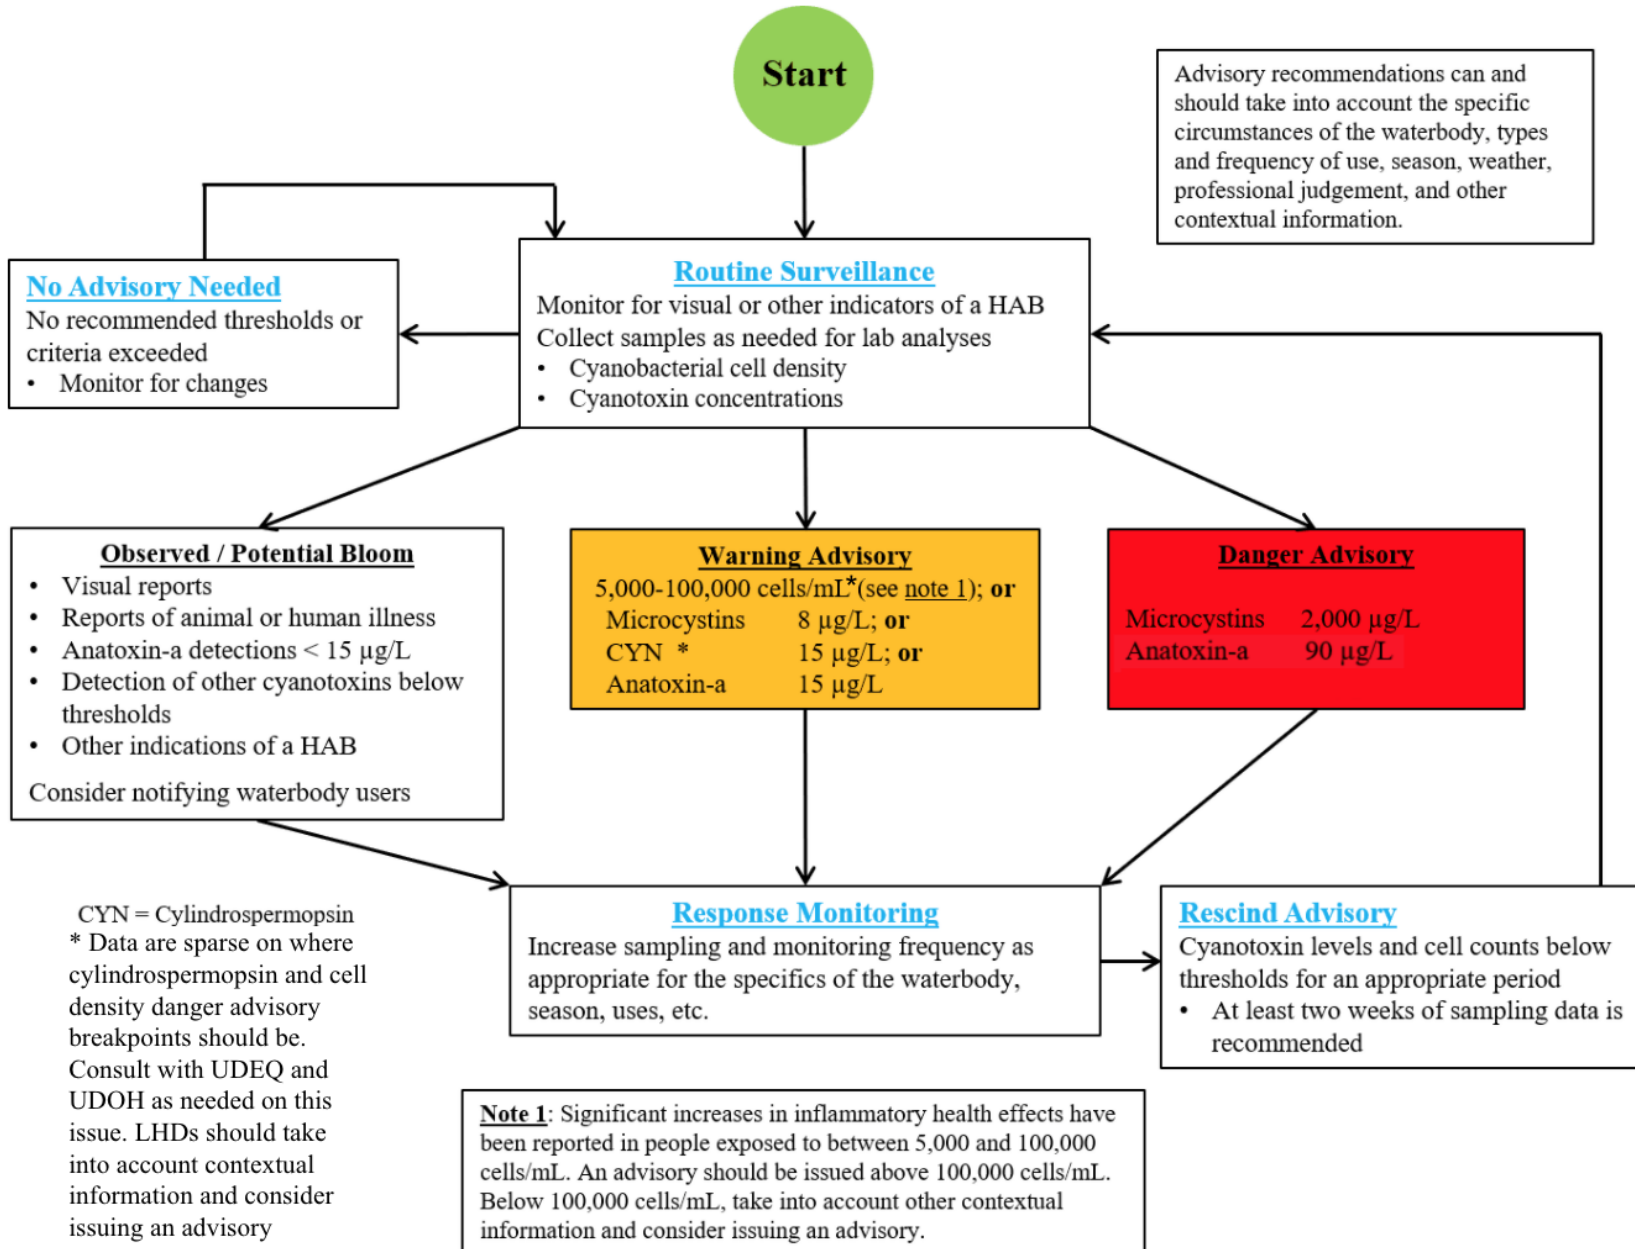 Start
Advisory recommendations can and
should take into account the specific
circumstances of the waterbody, types
and frequency of use, season, weather,
professional judgement, and other
contextual information.
No Advisory Needed
No recommended thresholds or
criteria exceeded
• Monitor for changes
Routine Surveillance
Monitor for visual or other indicators of a HAB
Collect samples as needed for lab analyses
• Cyanobacterial cell density
• Cyanotoxin concentrations
Observed / Potential Bloom
• Visual reports
• Reports of animal or human illness
• Anatoxin-a detections < 15 µg/L
• Detection of other cyanotoxins below
thresholds
• Other indications of a HAB
Consider notifying waterbody users
Warning Advisory
5,000-100,000 cells/mL*(see note 1); or
Microcystins 8 µg/L; or
CYN * 15 µg/L; or
Anatoxin-a 15 µg/L
Danger Advisory
Microcystins 2,000 µg/L
Anatoxin-a 90 µg/L
CYN = Cylindrospermopsin
* Data are sparse on where
cylindrospermopsin and cell
density danger advisory
breakpoints should be.
Consult with UDEQ and
UDOH as needed on this
issue. LHDs should take
into account contextual
information and consider
issuing an advisory
Response Monitoring
Increase sampling and monitoring frequency as
appropriate for the specifics of the waterbody,
season, uses, etc.
Rescind Advisory
Cyanotoxin levels and cell counts below
thresholds for an appropriate period
• At least two weeks of sampling data is
recommended
Note 1: Significant increases in inflammatory health effects have
been reported in people exposed to between 5,000 and 100,000
cells/mL. An advisory should be issued above 100,000 cells/mL.
Below 100,000 cells/mL, take into account other contextual
information and consider issuing an advisory.